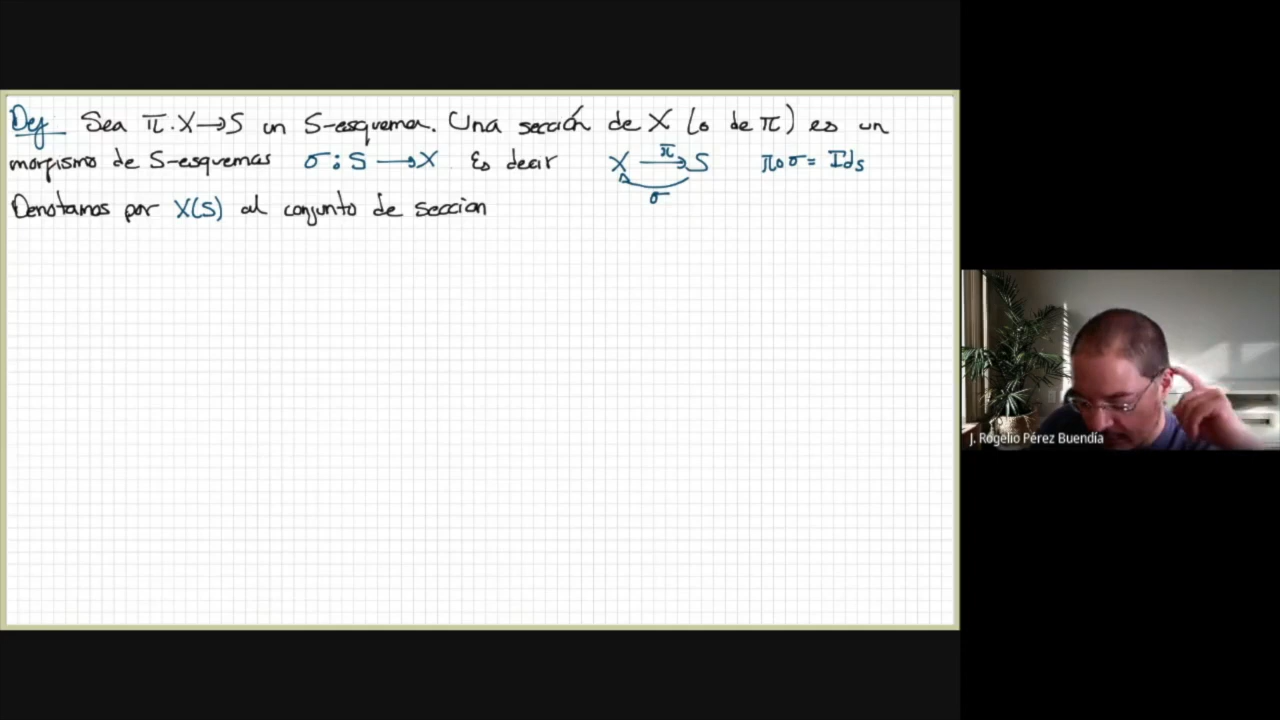 Def Sea π: X→S un S-esquema. Una sección de X (o de π) es un
morfismo de S-esquemas σ: S → X Es decir X —π→ S π∘σ = Id_S
σ
Denotamos por X(S) al conjunto de seccion
J. Rogelio Pérez Buendía